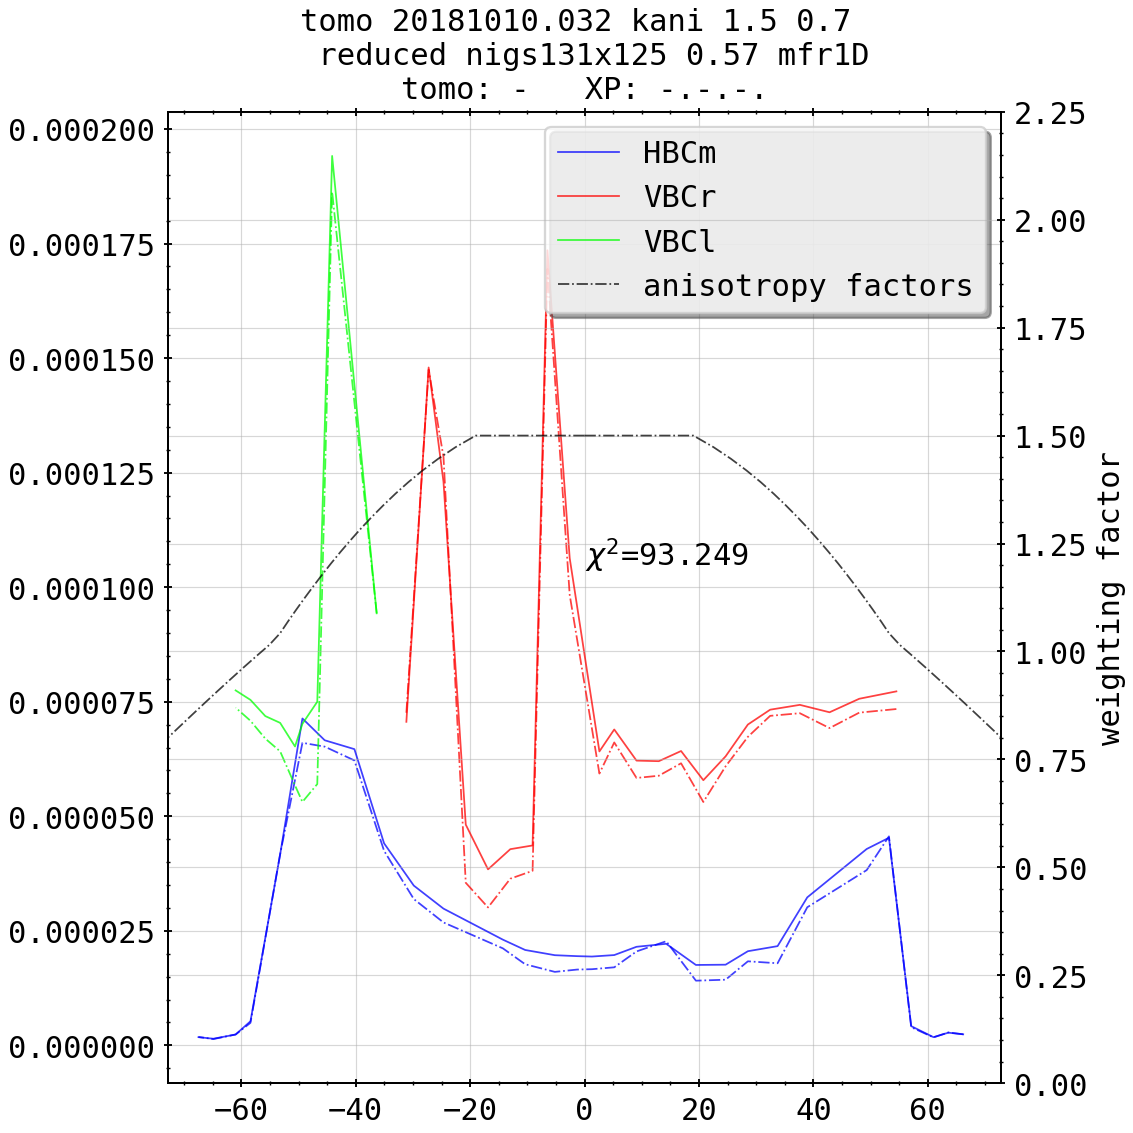 tomo 20181010.032 kani 1.5 0.7
reduced nigs131x125 0.57 mfr1D
tomo: -   XP: -.-.-.
0.000200
0.000175
0.000150
0.000125
0.000100
0.000075
0.000050
0.000025
0.000000
HBCm
VBCr
VBCl
anisotropy factors
χ²=93.249
2.25
2.00
1.75
1.50
1.25
1.00
0.75
0.50
0.25
0.00
weighting factor
−60
−40
−20
0
20
40
60